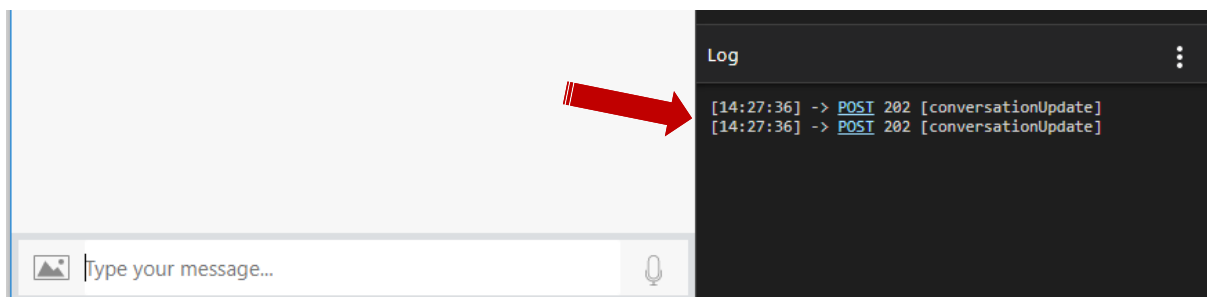 Log
[14:27:36] -> POST 202 [conversationUpdate]
[14:27:36] -> POST 202 [conversationUpdate]
Type your message...